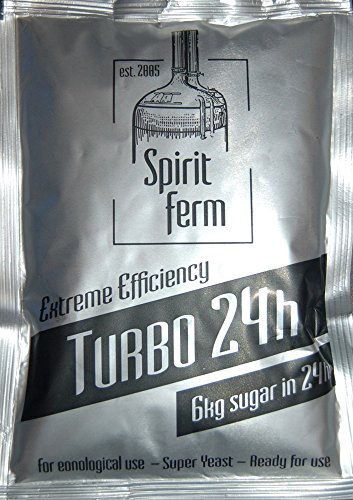 est. 2005
Spirit
ferm
Extreme Efficiency
TURBO 24h
6kg sugar in 24h
for eonological use – Super Yeast – Ready for use